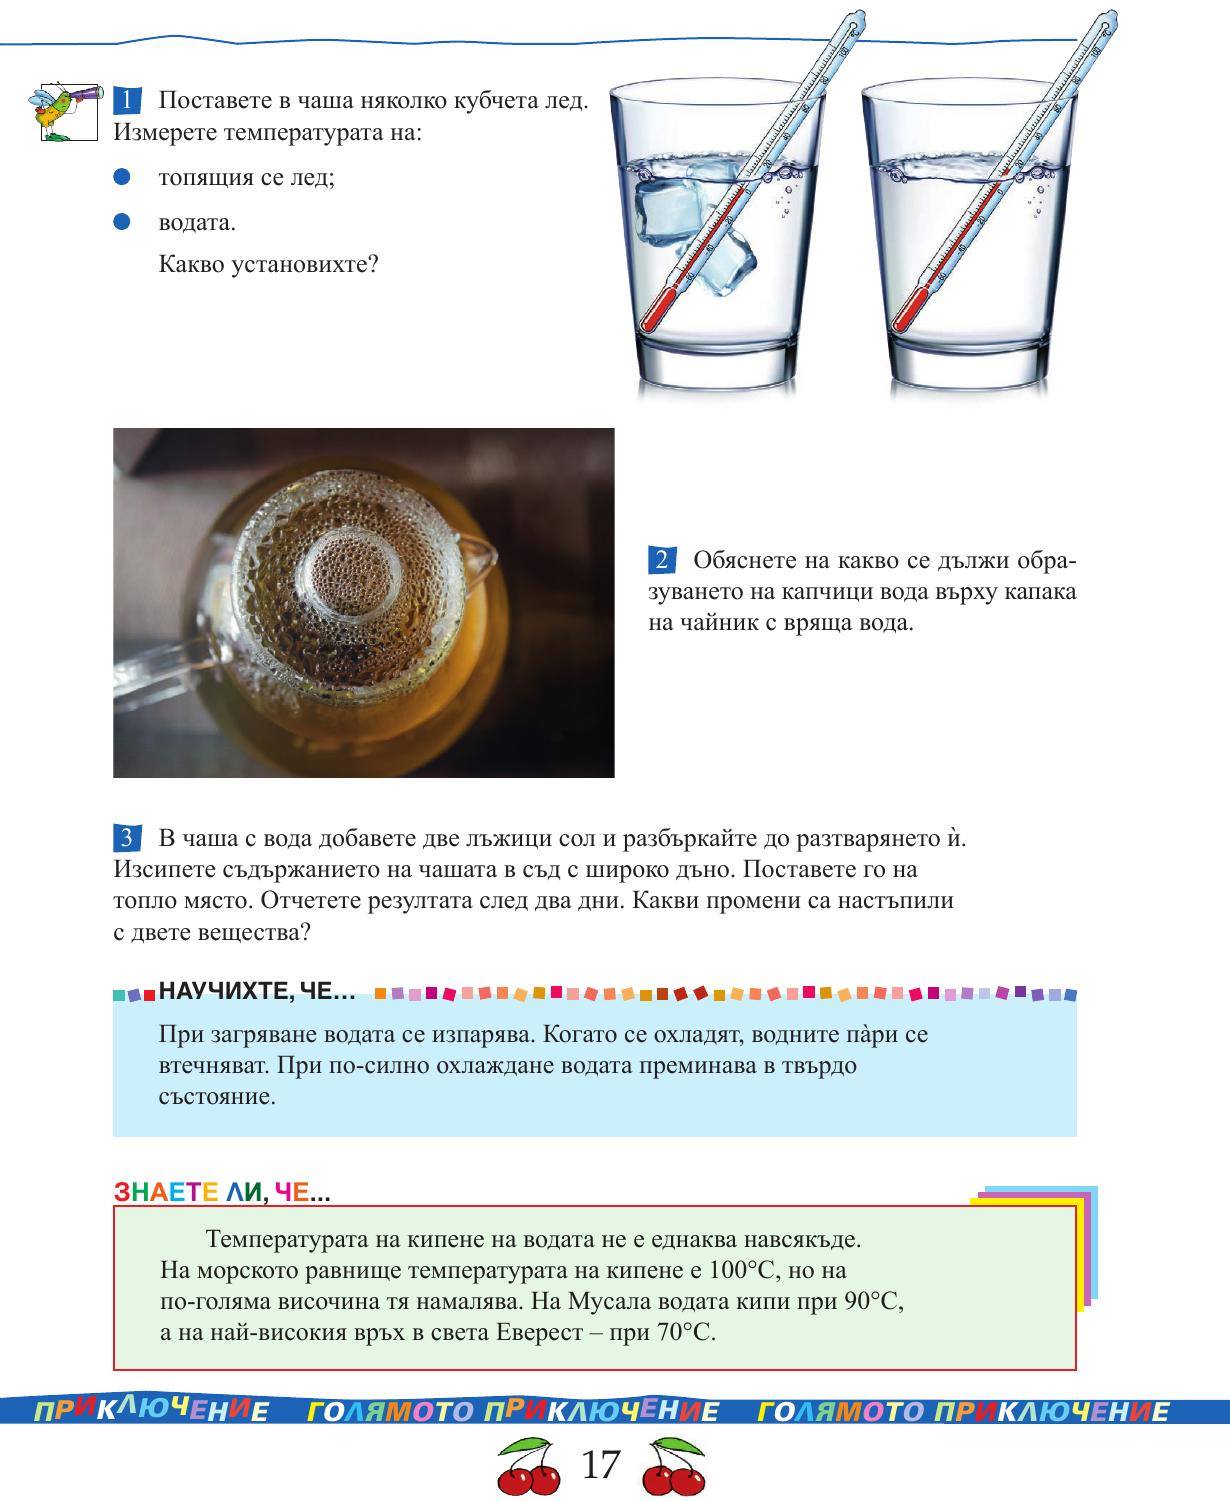 1 Поставете в чаша няколко кубчета лед.
Измерете температурата на:
топящия се лед;
водата.
Какво установихте?
2 Обяснете на какво се дължи обра-
зуването на капчици вода върху капака
на чайник с вряща вода.
3 В чаша с вода добавете две лъжици сол и разбъркайте до разтварянето ѝ.
Изсипете съдържанието на чашата в съд с широко дъно. Поставете го на
топло място. Отчетете резултата след два дни. Какви промени са настъпили
с двете вещества?
НАУЧИХТЕ, ЧЕ...
При загряване водата се изпарява. Когато се охладят, водните па̀ри се
втечняват. При по-силно охлаждане водата преминава в твърдо
състояние.
ЗНАЕТЕ ЛИ, ЧЕ...
Температурата на кипене на водата не е еднаква навсякъде.
На морското равнище температурата на кипене е 100°C, но на
по-голяма височина тя намалява. На Мусала водата кипи при 90°C,
а на най-високия връх в света Еверест – при 70°C.
ПРИКЛЮЧЕНИЕ ГОЛЯМОТО ПРИКЛЮЧЕНИЕ ГОЛЯМОТО ПРИКЛЮЧЕНИЕ
17